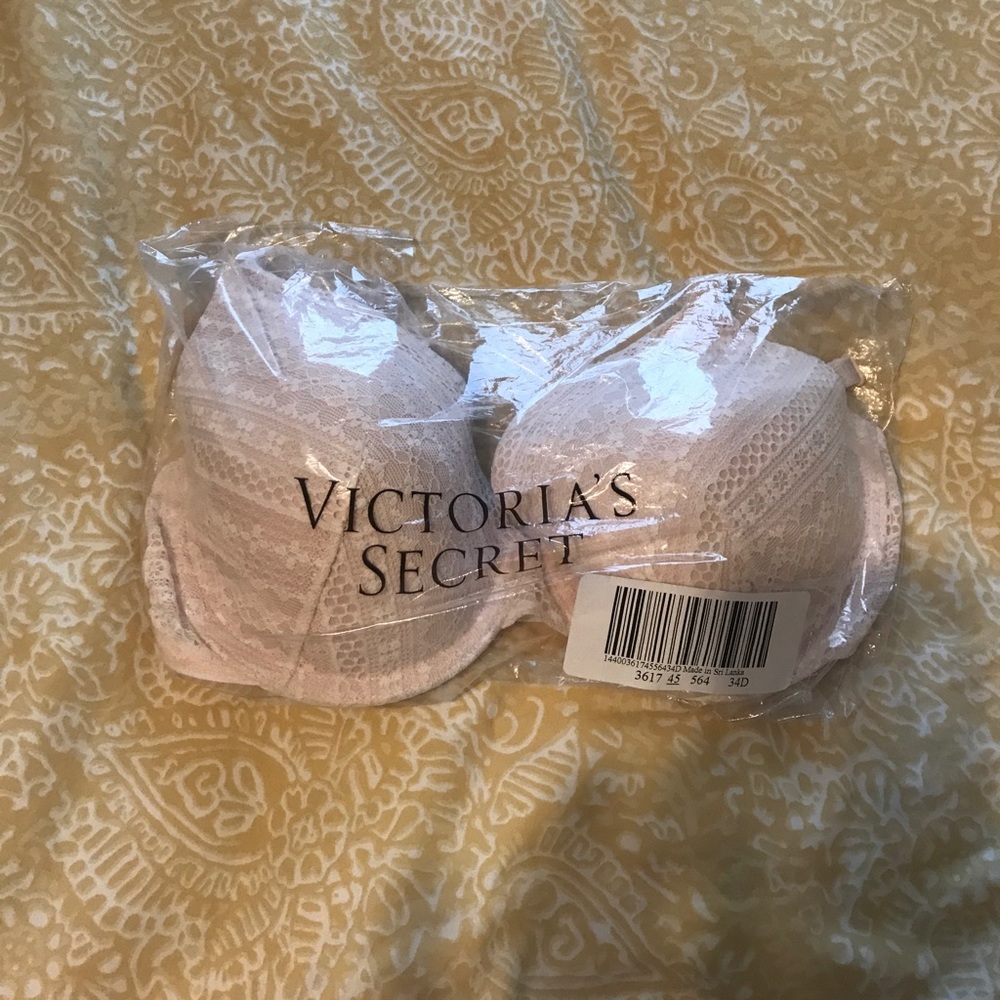 VICTORIA'S
SECRET
1440036174556434D Made in Sri Lanka
3617 45 564 34D